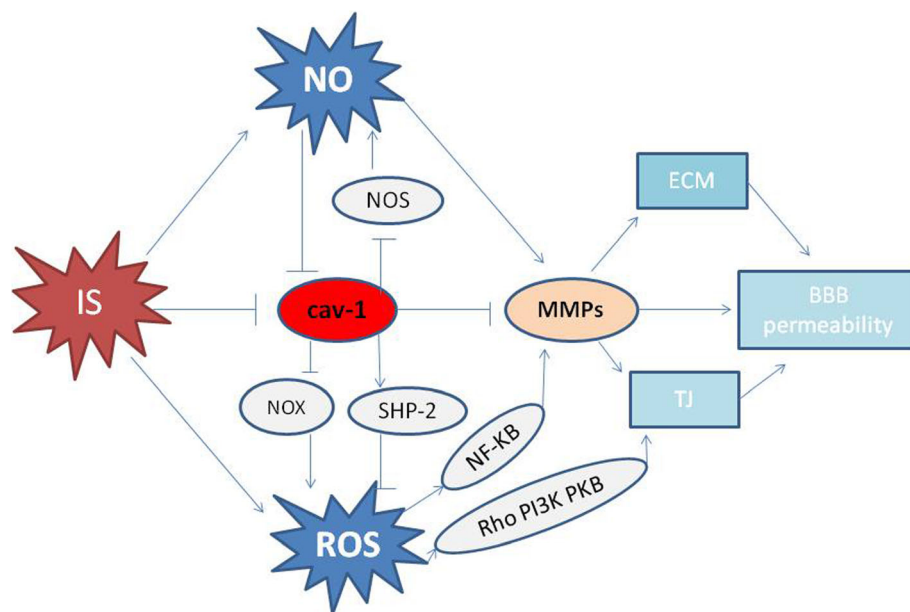 NO
ECM
NOS
IS
cav-1
MMPs
BBB
permeability
NOX
SHP-2
TJ
NF-KB
Rho PI3K PKB
ROS